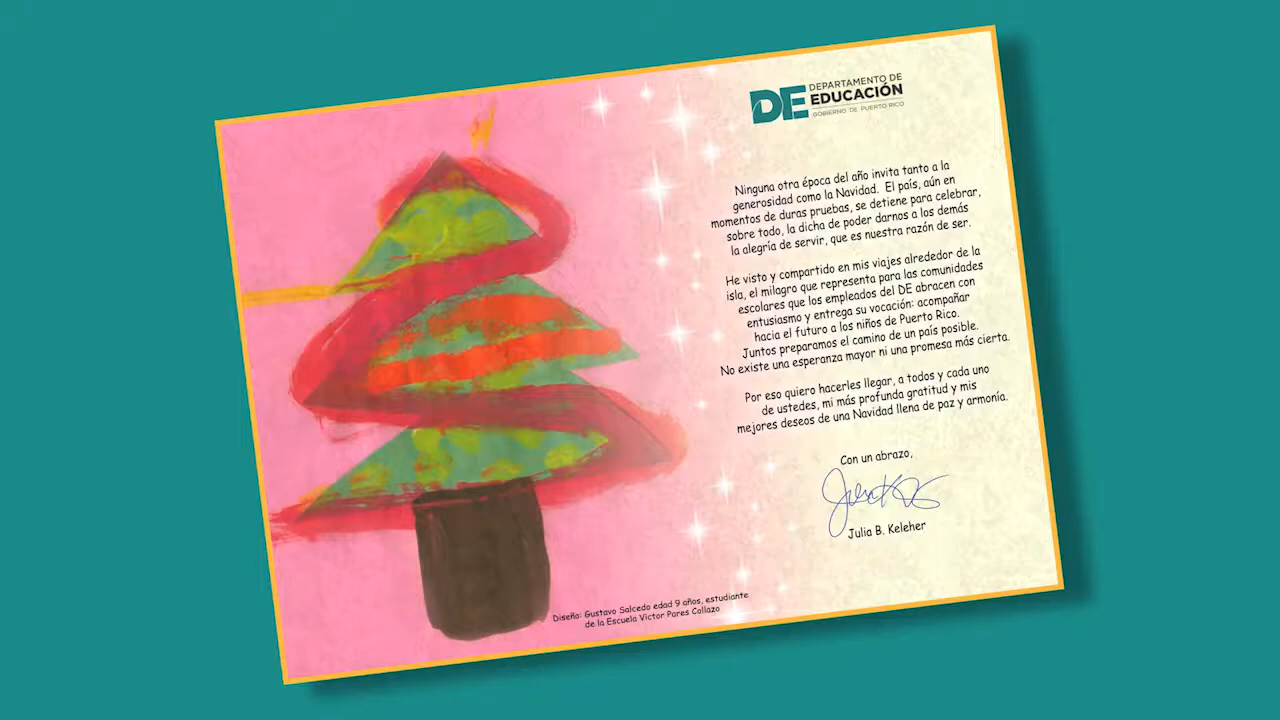 DE DEPARTAMENTO DE
EDUCACIÓN
GOBIERNO DE PUERTO RICO
Ninguna otra época del año invita tanto a la
generosidad como la Navidad. El país, aún en
momentos de duras pruebas, se detiene para celebrar,
sobre todo, la dicha de poder darnos a los demás
la alegría de servir, que es nuestra razón de ser.
He visto y compartido en mis viajes alrededor de la
isla, el milagro que representa para las comunidades
escolares que los empleados del DE abracen con
entusiasmo y entrega su vocación: acompañar
hacia el futuro a los niños de Puerto Rico.
Juntos preparamos el camino de un país posible.
No existe una esperanza mayor ni una promesa más cierta.
Por eso quiero hacerles llegar, a todos y cada uno
de ustedes, mi más profunda gratitud y mis
mejores deseos de una Navidad llena de paz y armonía.
Con un abrazo,
Julia B. Keleher
Diseño: Gustavo Salcedo edad 9 años, estudiante
de la Escuela Victor Pares Collazo